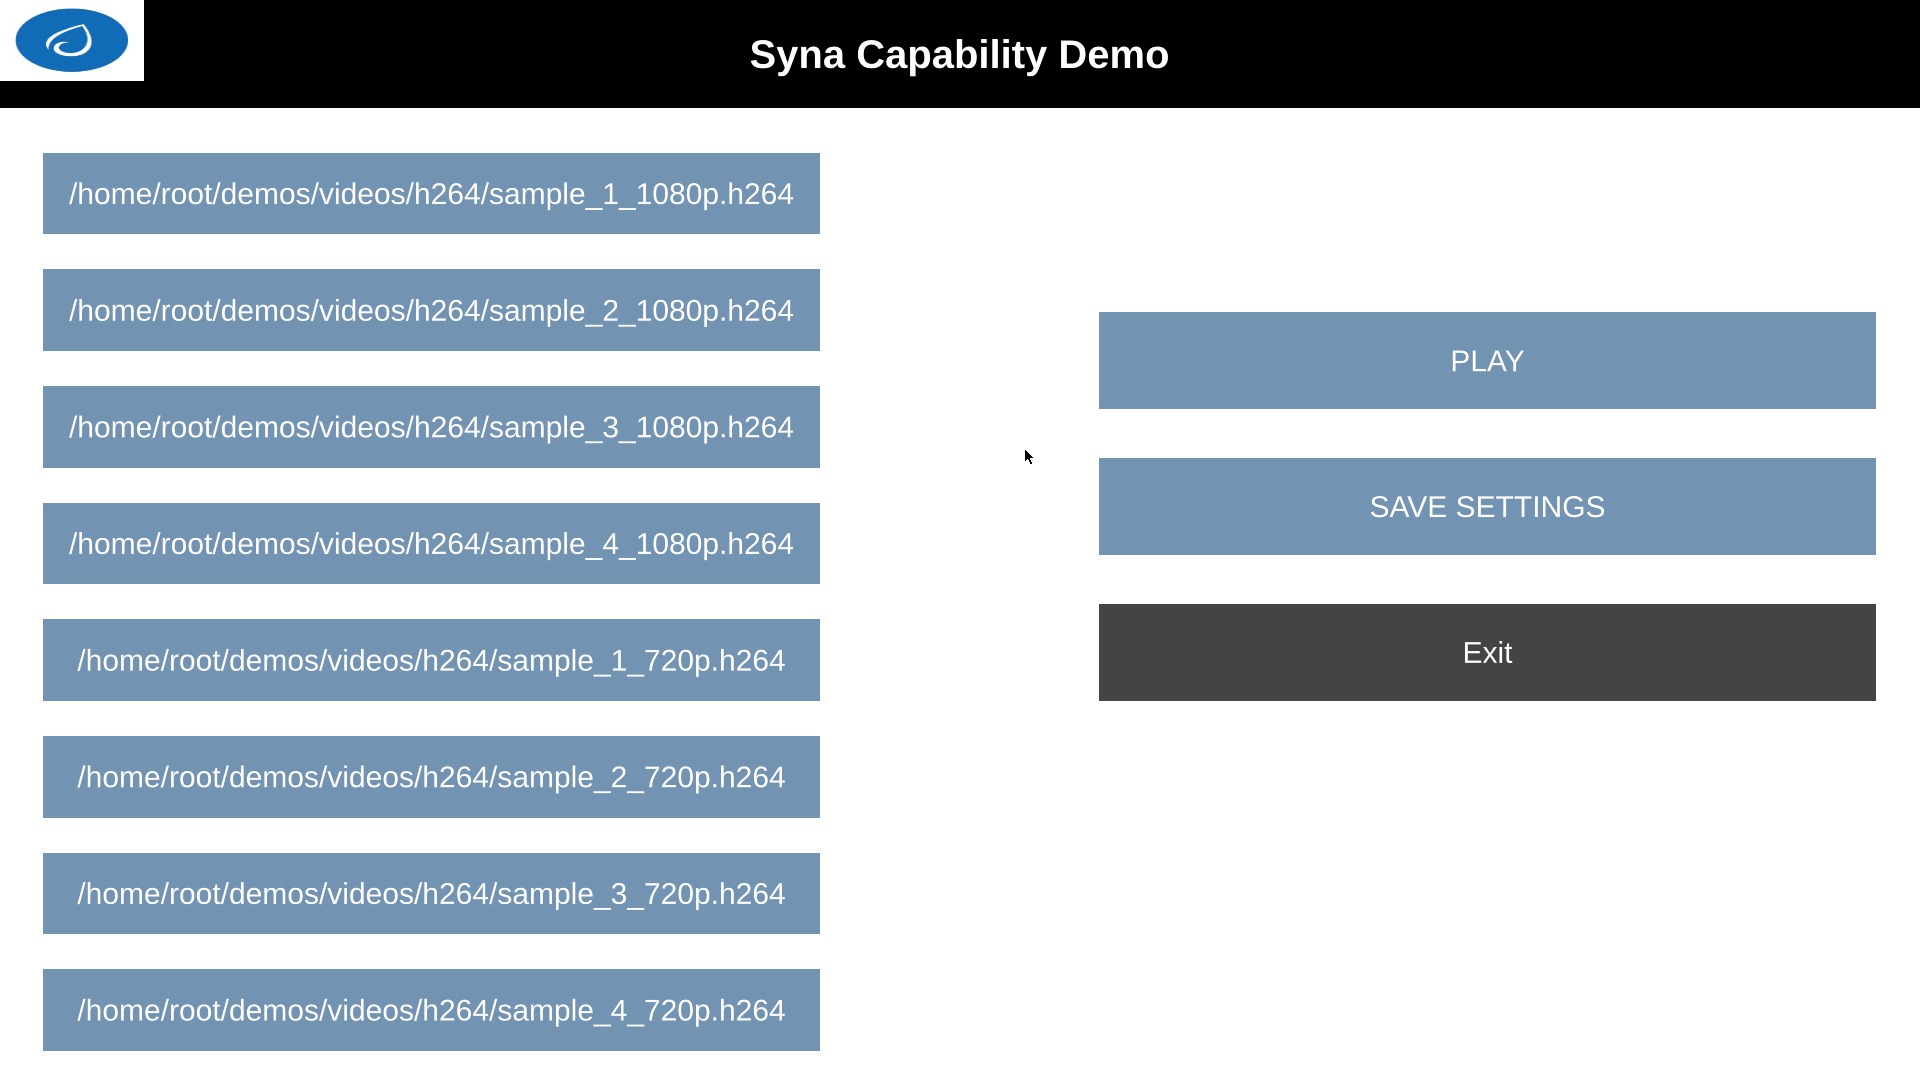 Syna Capability Demo
/home/root/demos/videos/h264/sample_1_1080p.h264
/home/root/demos/videos/h264/sample_2_1080p.h264
/home/root/demos/videos/h264/sample_3_1080p.h264
/home/root/demos/videos/h264/sample_4_1080p.h264
/home/root/demos/videos/h264/sample_1_720p.h264
/home/root/demos/videos/h264/sample_2_720p.h264
/home/root/demos/videos/h264/sample_3_720p.h264
/home/root/demos/videos/h264/sample_4_720p.h264
PLAY
SAVE SETTINGS
Exit